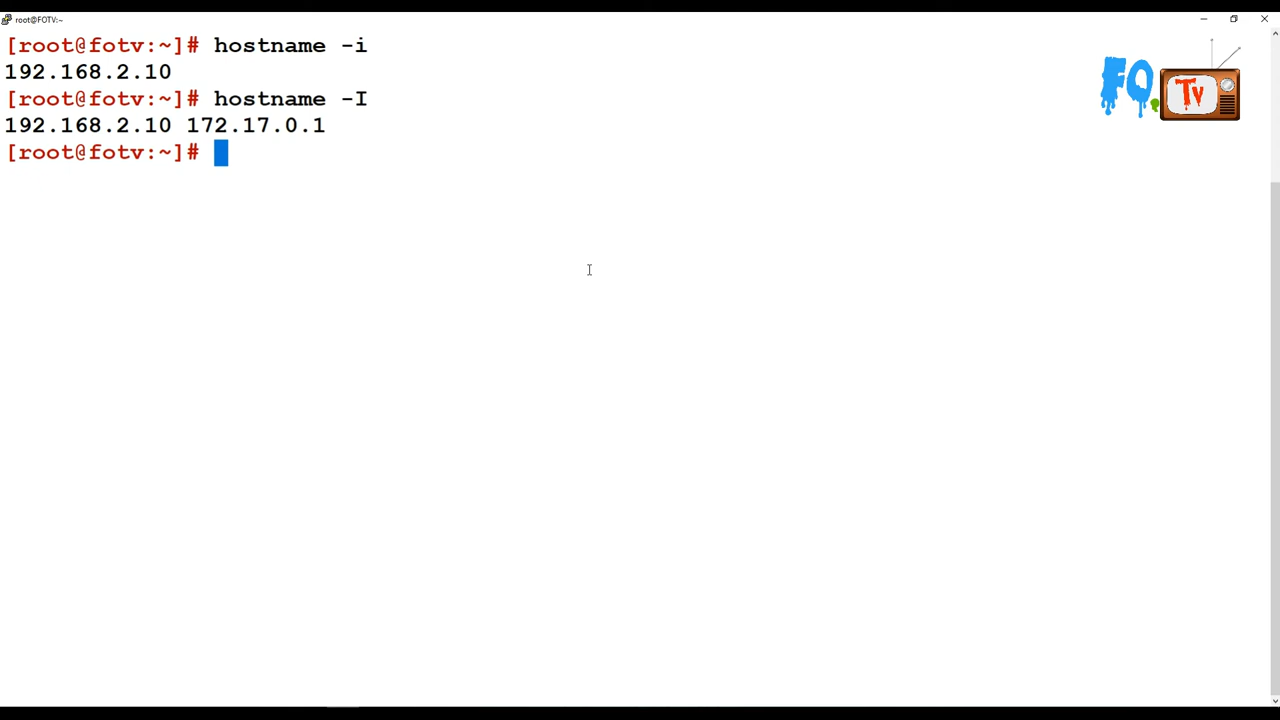 root@FOTV:~
[root@fotv:~]# hostname -i
192.168.2.10
[root@fotv:~]# hostname -I
192.168.2.10 172.17.0.1
[root@fotv:~]#
FO.
Tv